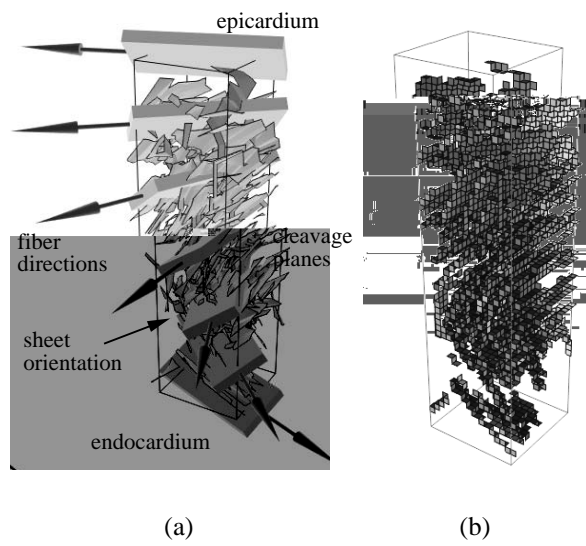 epicardium
fiber
directions
cleavage
planes
sheet
orientation
endocardium
(a)
(b)